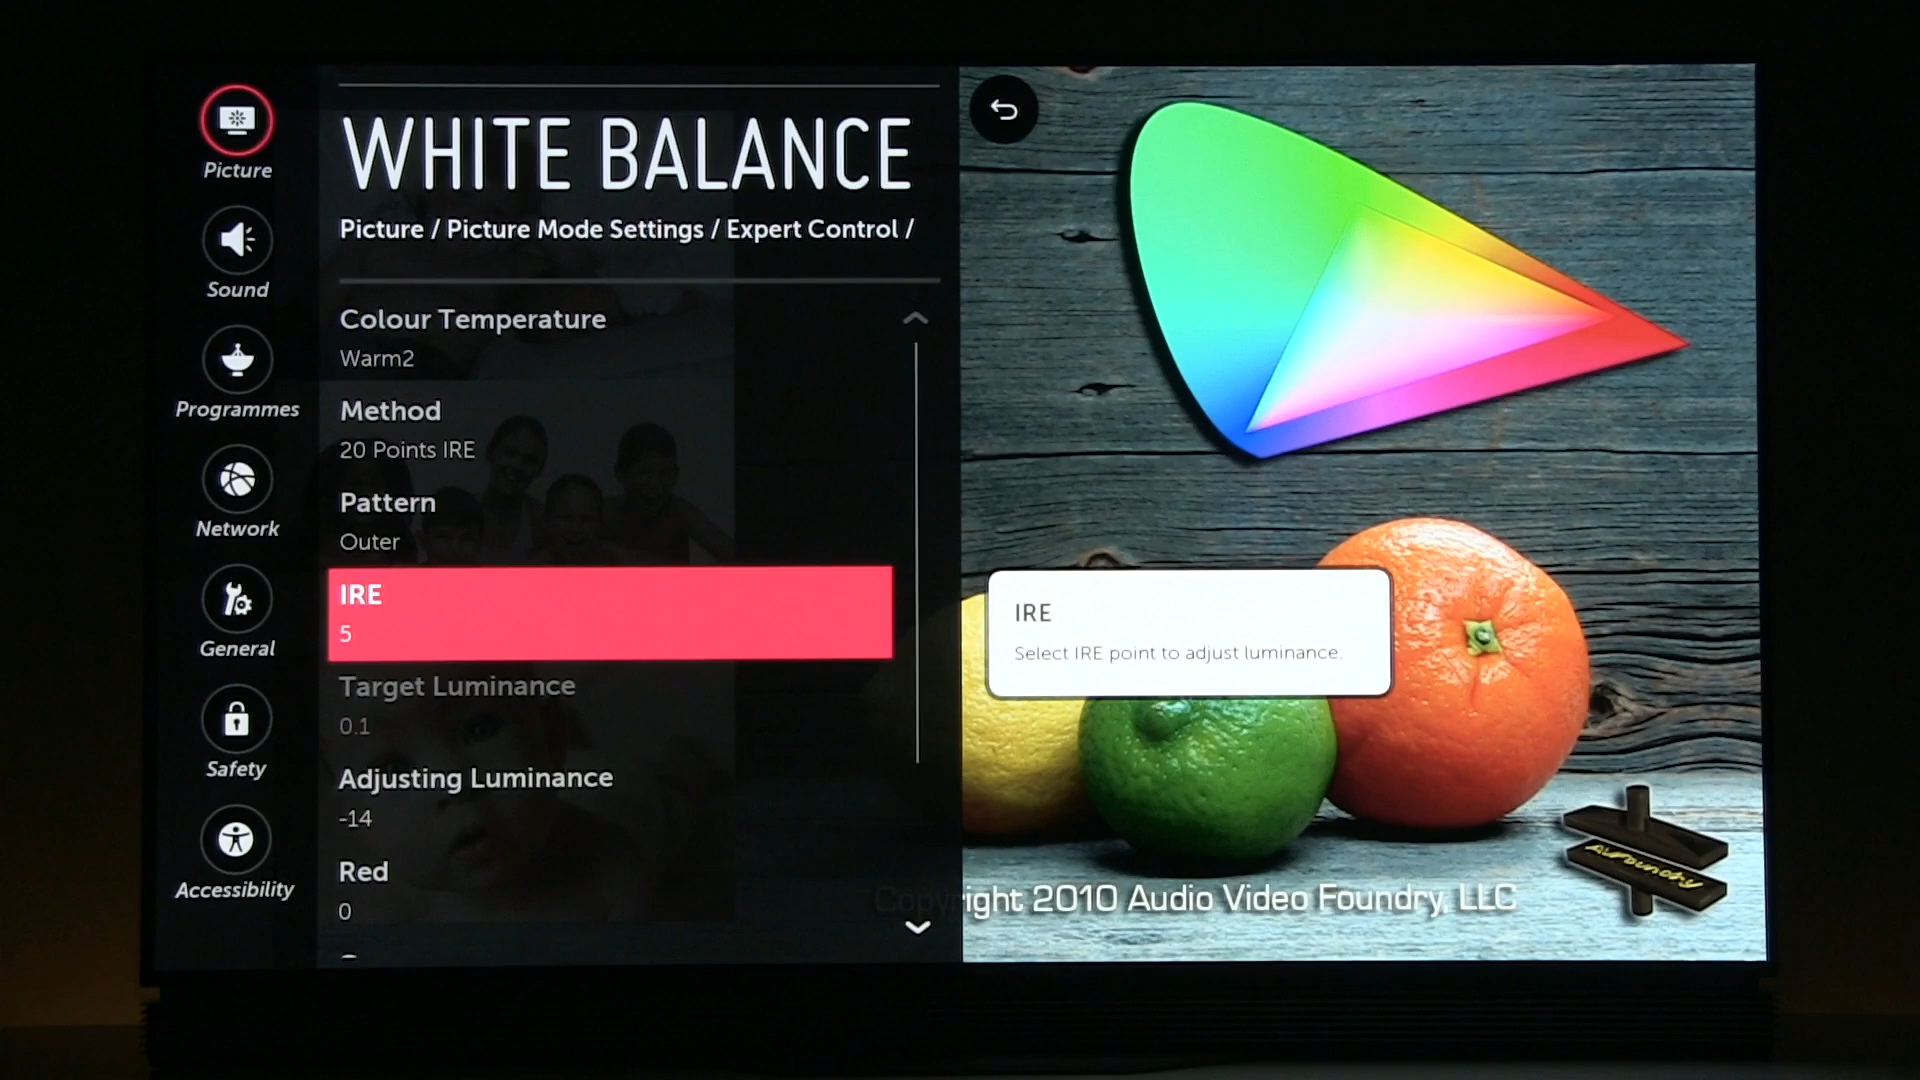 WHITE BALANCE
Picture / Picture Mode Settings / Expert Control /
Picture
Sound
Programmes
Network
General
Safety
Accessibility
Colour Temperature
Warm2
Method
20 Points IRE
Pattern
Outer
IRE
5
Target Luminance
0.1
Adjusting Luminance
-14
Red
0
IRE
Select IRE point to adjust luminance.
Copyright 2010 Audio Video Foundry, LLC
AVFoundry